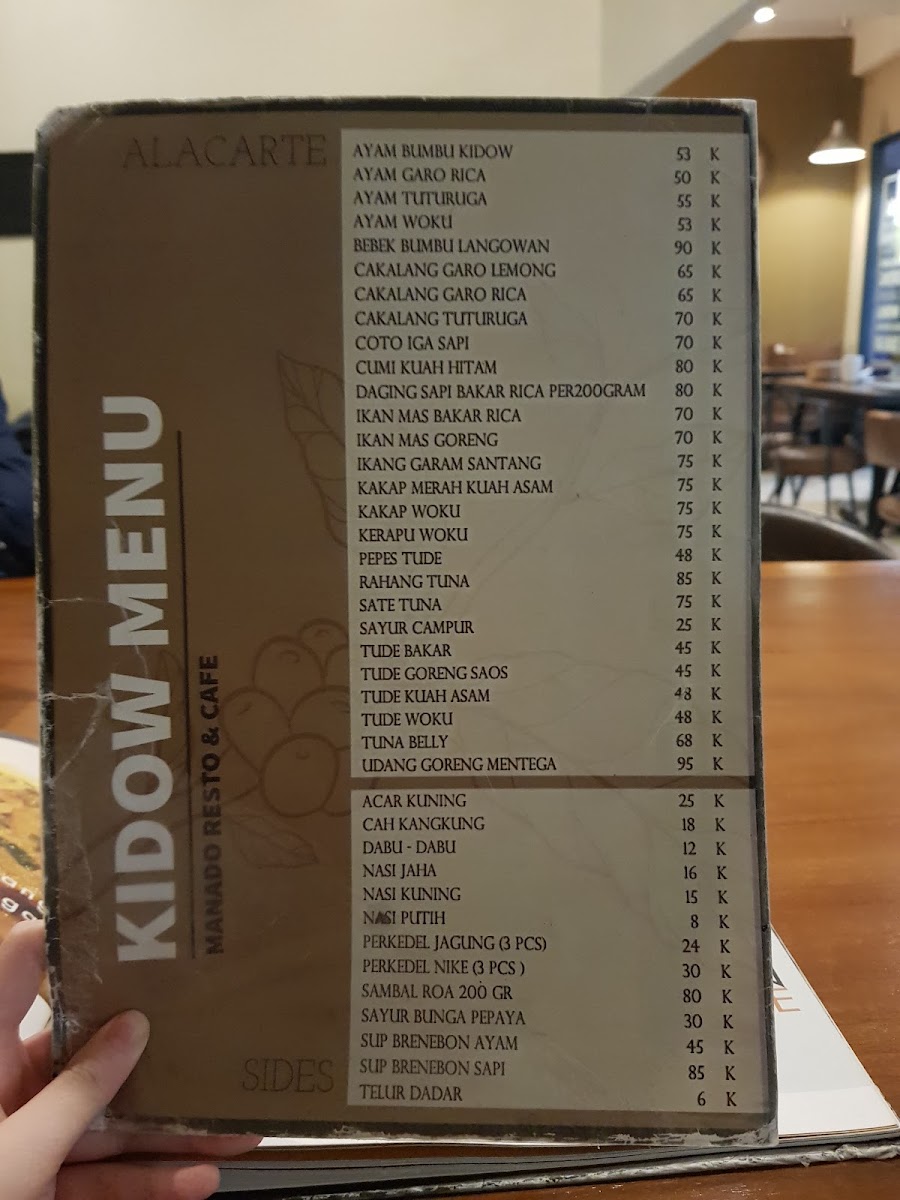 ALACARTE
AYAM BUMBU KIDOW 53 K
AYAM GARO RICA 50 K
AYAM TUTURUGA 55 K
AYAM WOKU 53 K
BEBEK BUMBU LANGOWAN 90 K
CAKALANG GARO LEMONG 65 K
CAKALANG GARO RICA 65 K
CAKALANG TUTURUGA 70 K
COTO IGA SAPI 70 K
CUMI KUAH HITAM 80 K
DAGING SAPI BAKAR RICA PER200GRAM 80 K
IKAN MAS BAKAR RICA 70 K
IKAN MAS GORENG 70 K
IKANG GARAM SANTANG 75 K
KAKAP MERAH KUAH ASAM 75 K
KAKAP WOKU 75 K
KERAPU WOKU 75 K
PEPES TUDE 48 K
RAHANG TUNA 85 K
SATE TUNA 75 K
SAYUR CAMPUR 25 K
TUDE BAKAR 45 K
TUDE GORENG SAOS 45 K
TUDE KUAH ASAM 48 K
TUDE WOKU 48 K
TUNA BELLY 68 K
UDANG GORENG MENTEGA 95 K
KIDOW MENU
MANADO RESTO & CAFE
SIDES
ACAR KUNING 25 K
CAH KANGKUNG 18 K
DABU - DABU 12 K
NASI JAHA 16 K
NASI KUNING 15 K
NASI PUTIH 8 K
PERKEDEL JAGUNG (3 PCS) 24 K
PERKEDEL NIKE (3 PCS ) 30 K
SAMBAL ROA 200 GR 80 K
SAYUR BUNGA PEPAYA 30 K
SUP BRENEBON AYAM 45 K
SUP BRENEBON SAPI 85 K
TELUR DADAR 6 K